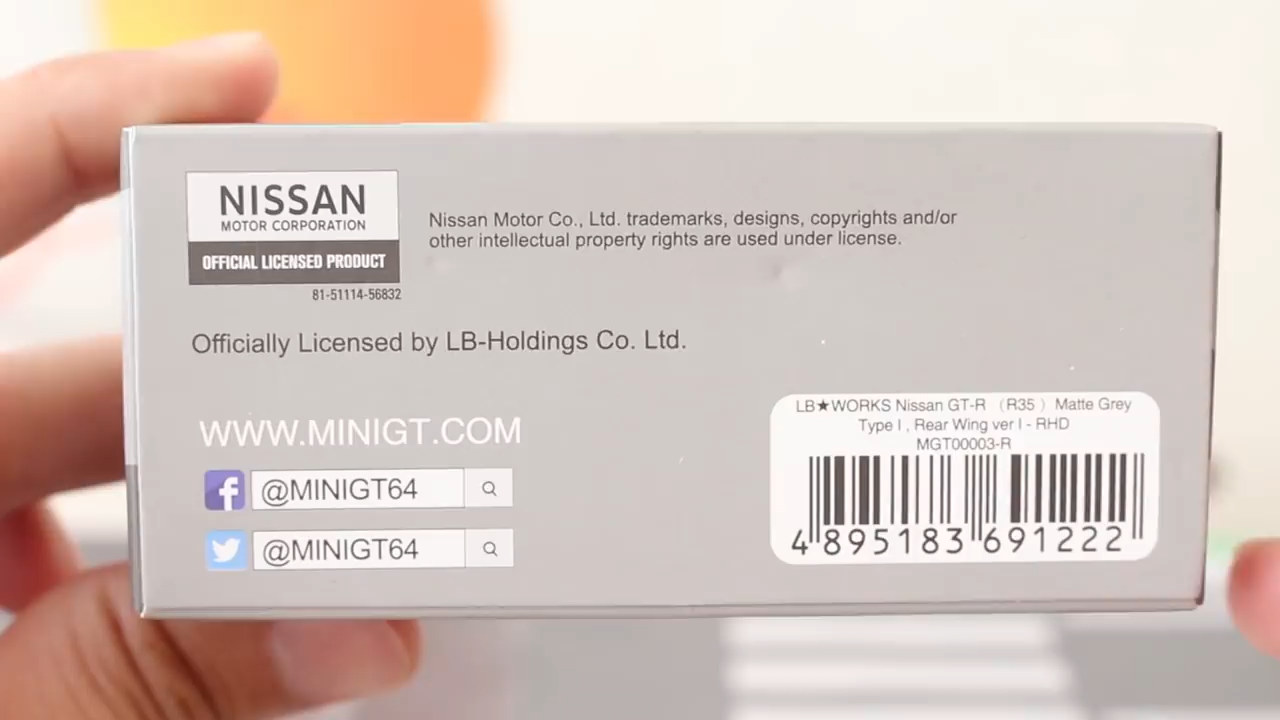 NISSAN
MOTOR CORPORATION
OFFICIAL LICENSED PRODUCT
81-51114-56832
Nissan Motor Co., Ltd. trademarks, designs, copyrights and/or
other intellectual property rights are used under license.
Officially Licensed by LB-Holdings Co. Ltd.
WWW.MINIGT.COM
f @MINIGT64
@MINIGT64
LB★WORKS Nissan GT-R （R35 ）Matte Grey
Type I , Rear Wing ver I - RHD
MGT00003-R
4 895183 691222